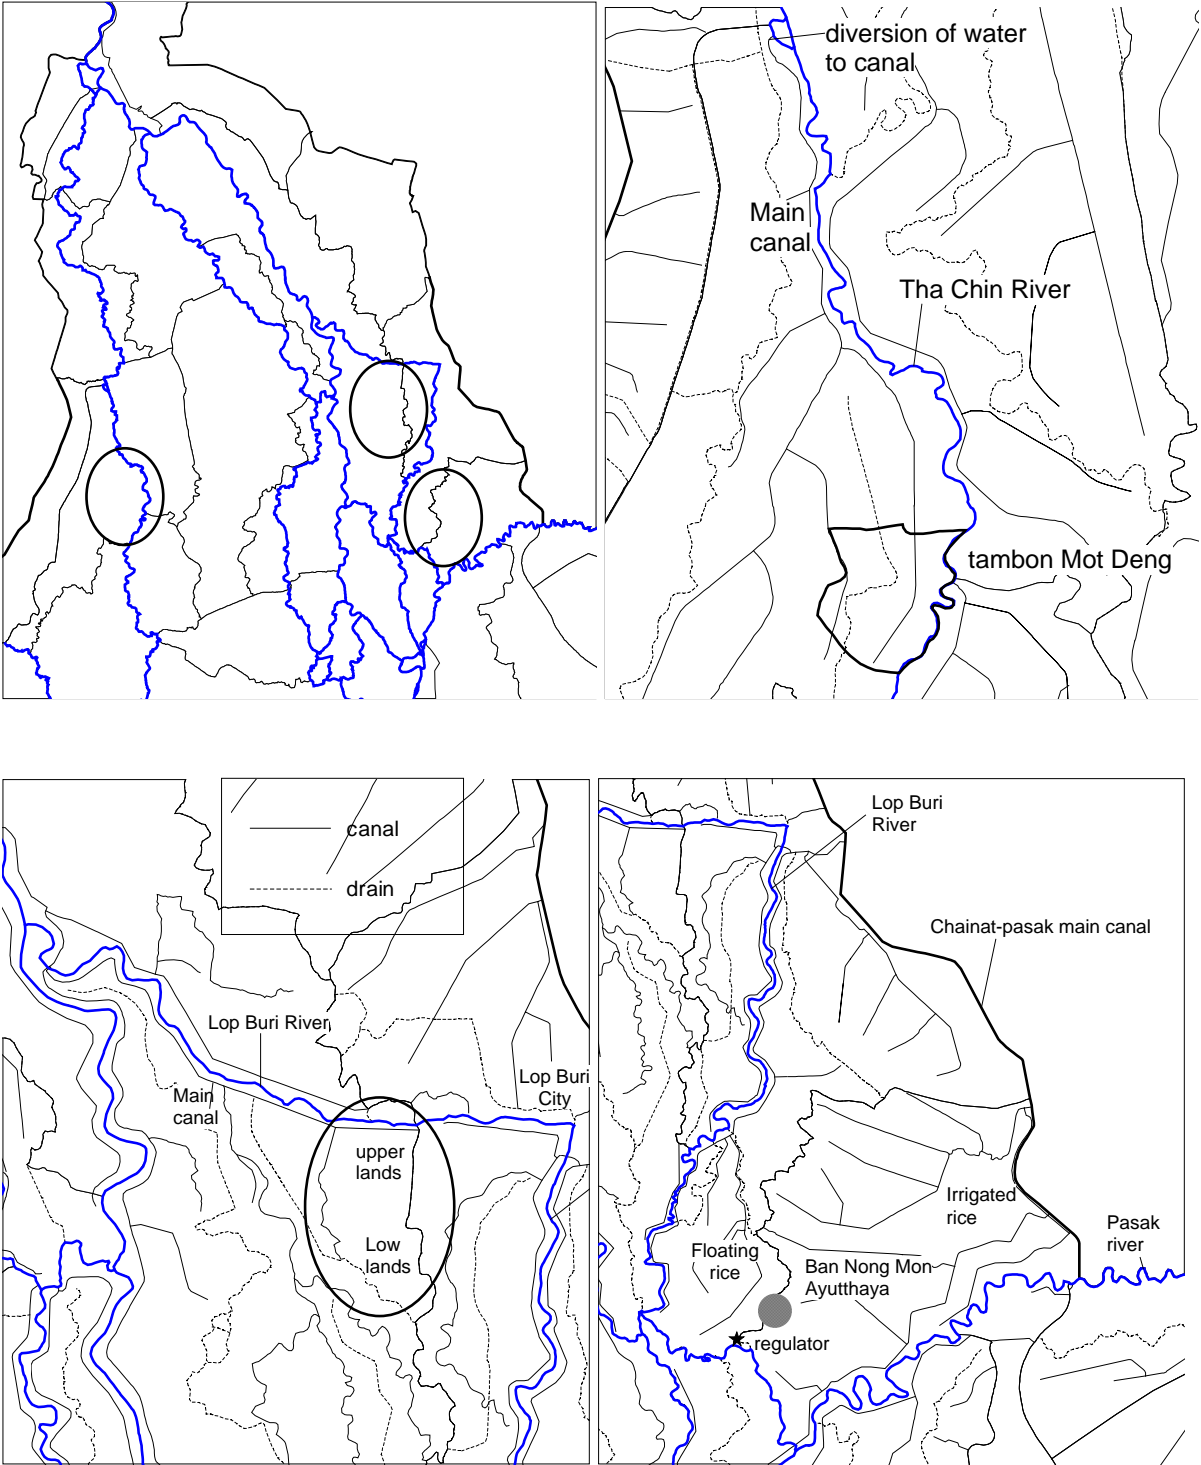 diversion of water
to canal
Main
canal
Tha Chin River
tambon Mot Deng
canal
drain
Lop Buri River
Main
canal
Lop Buri
City
upper
lands
Low
lands
Lop Buri
River
Chainat-pasak main canal
Irrigated
rice
Pasak
river
Floating
rice
Ban Nong Mon
Ayutthaya
regulator